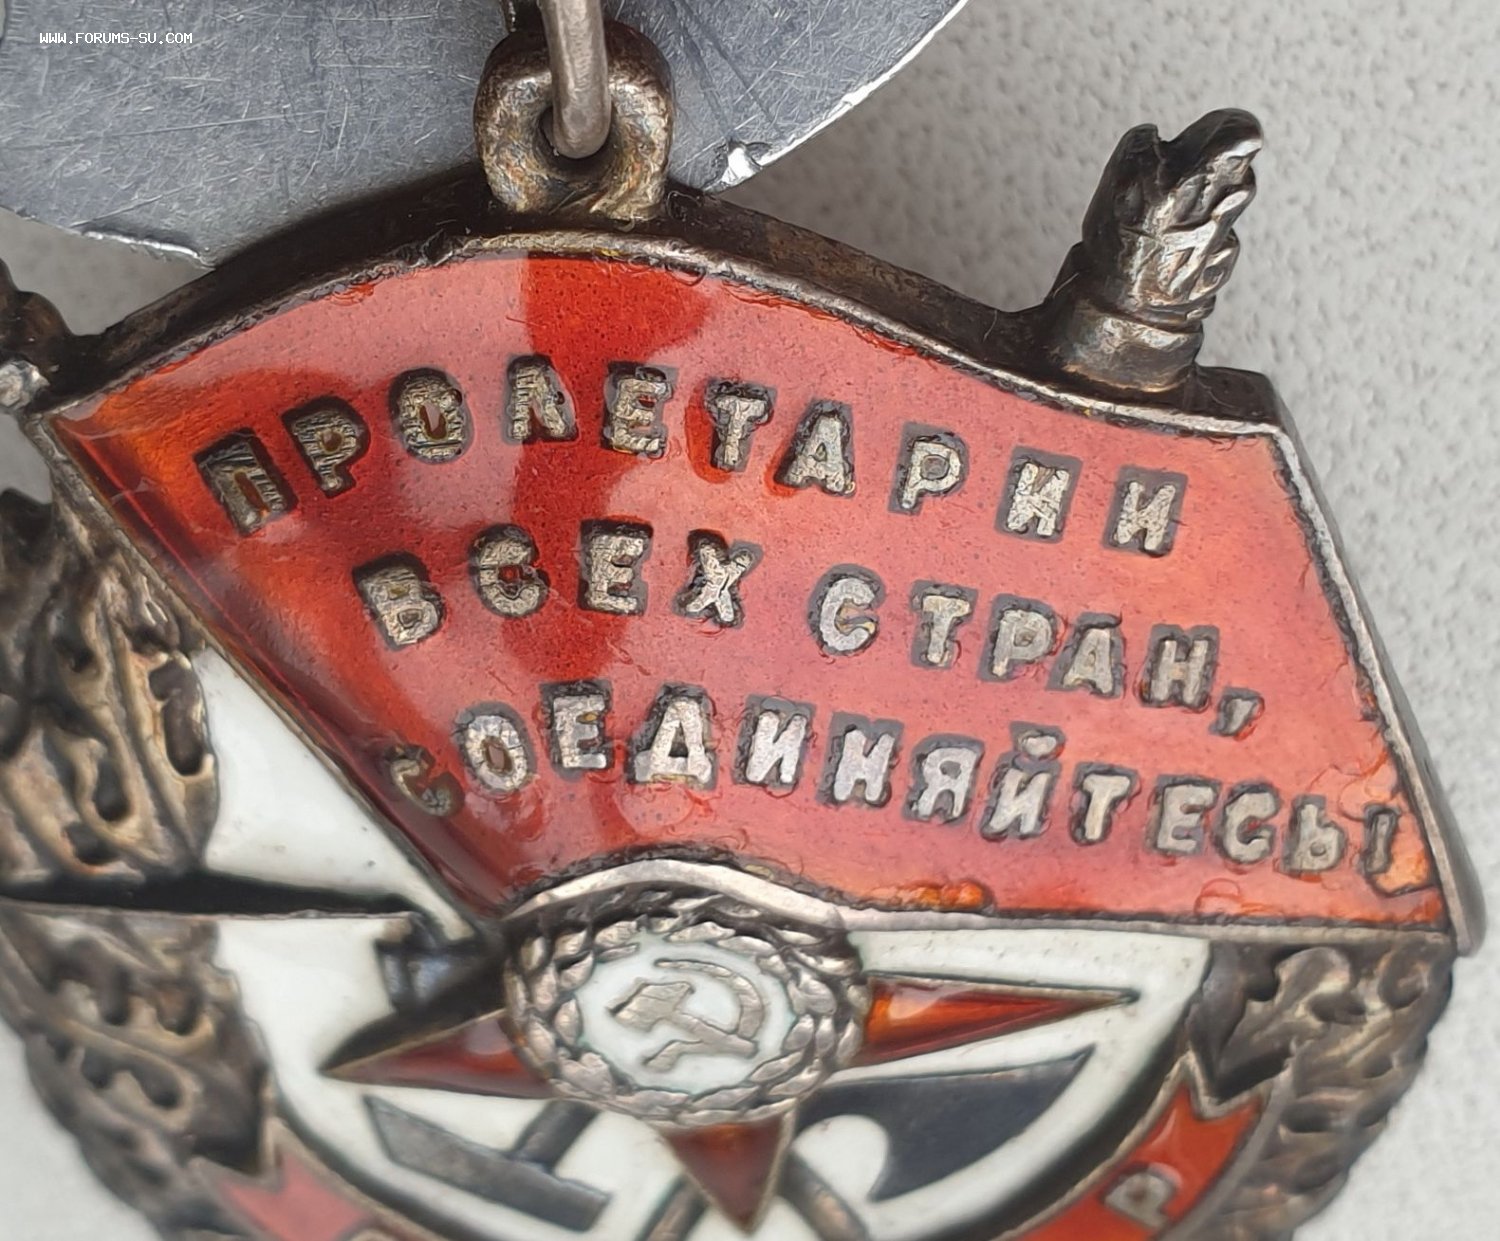 WWW.FORUMS-SU.COM
ПРОЛЕТАРИИ
ВСЕХ СТРАН,
СОЕДИНЯЙТЕСЬ!
Р